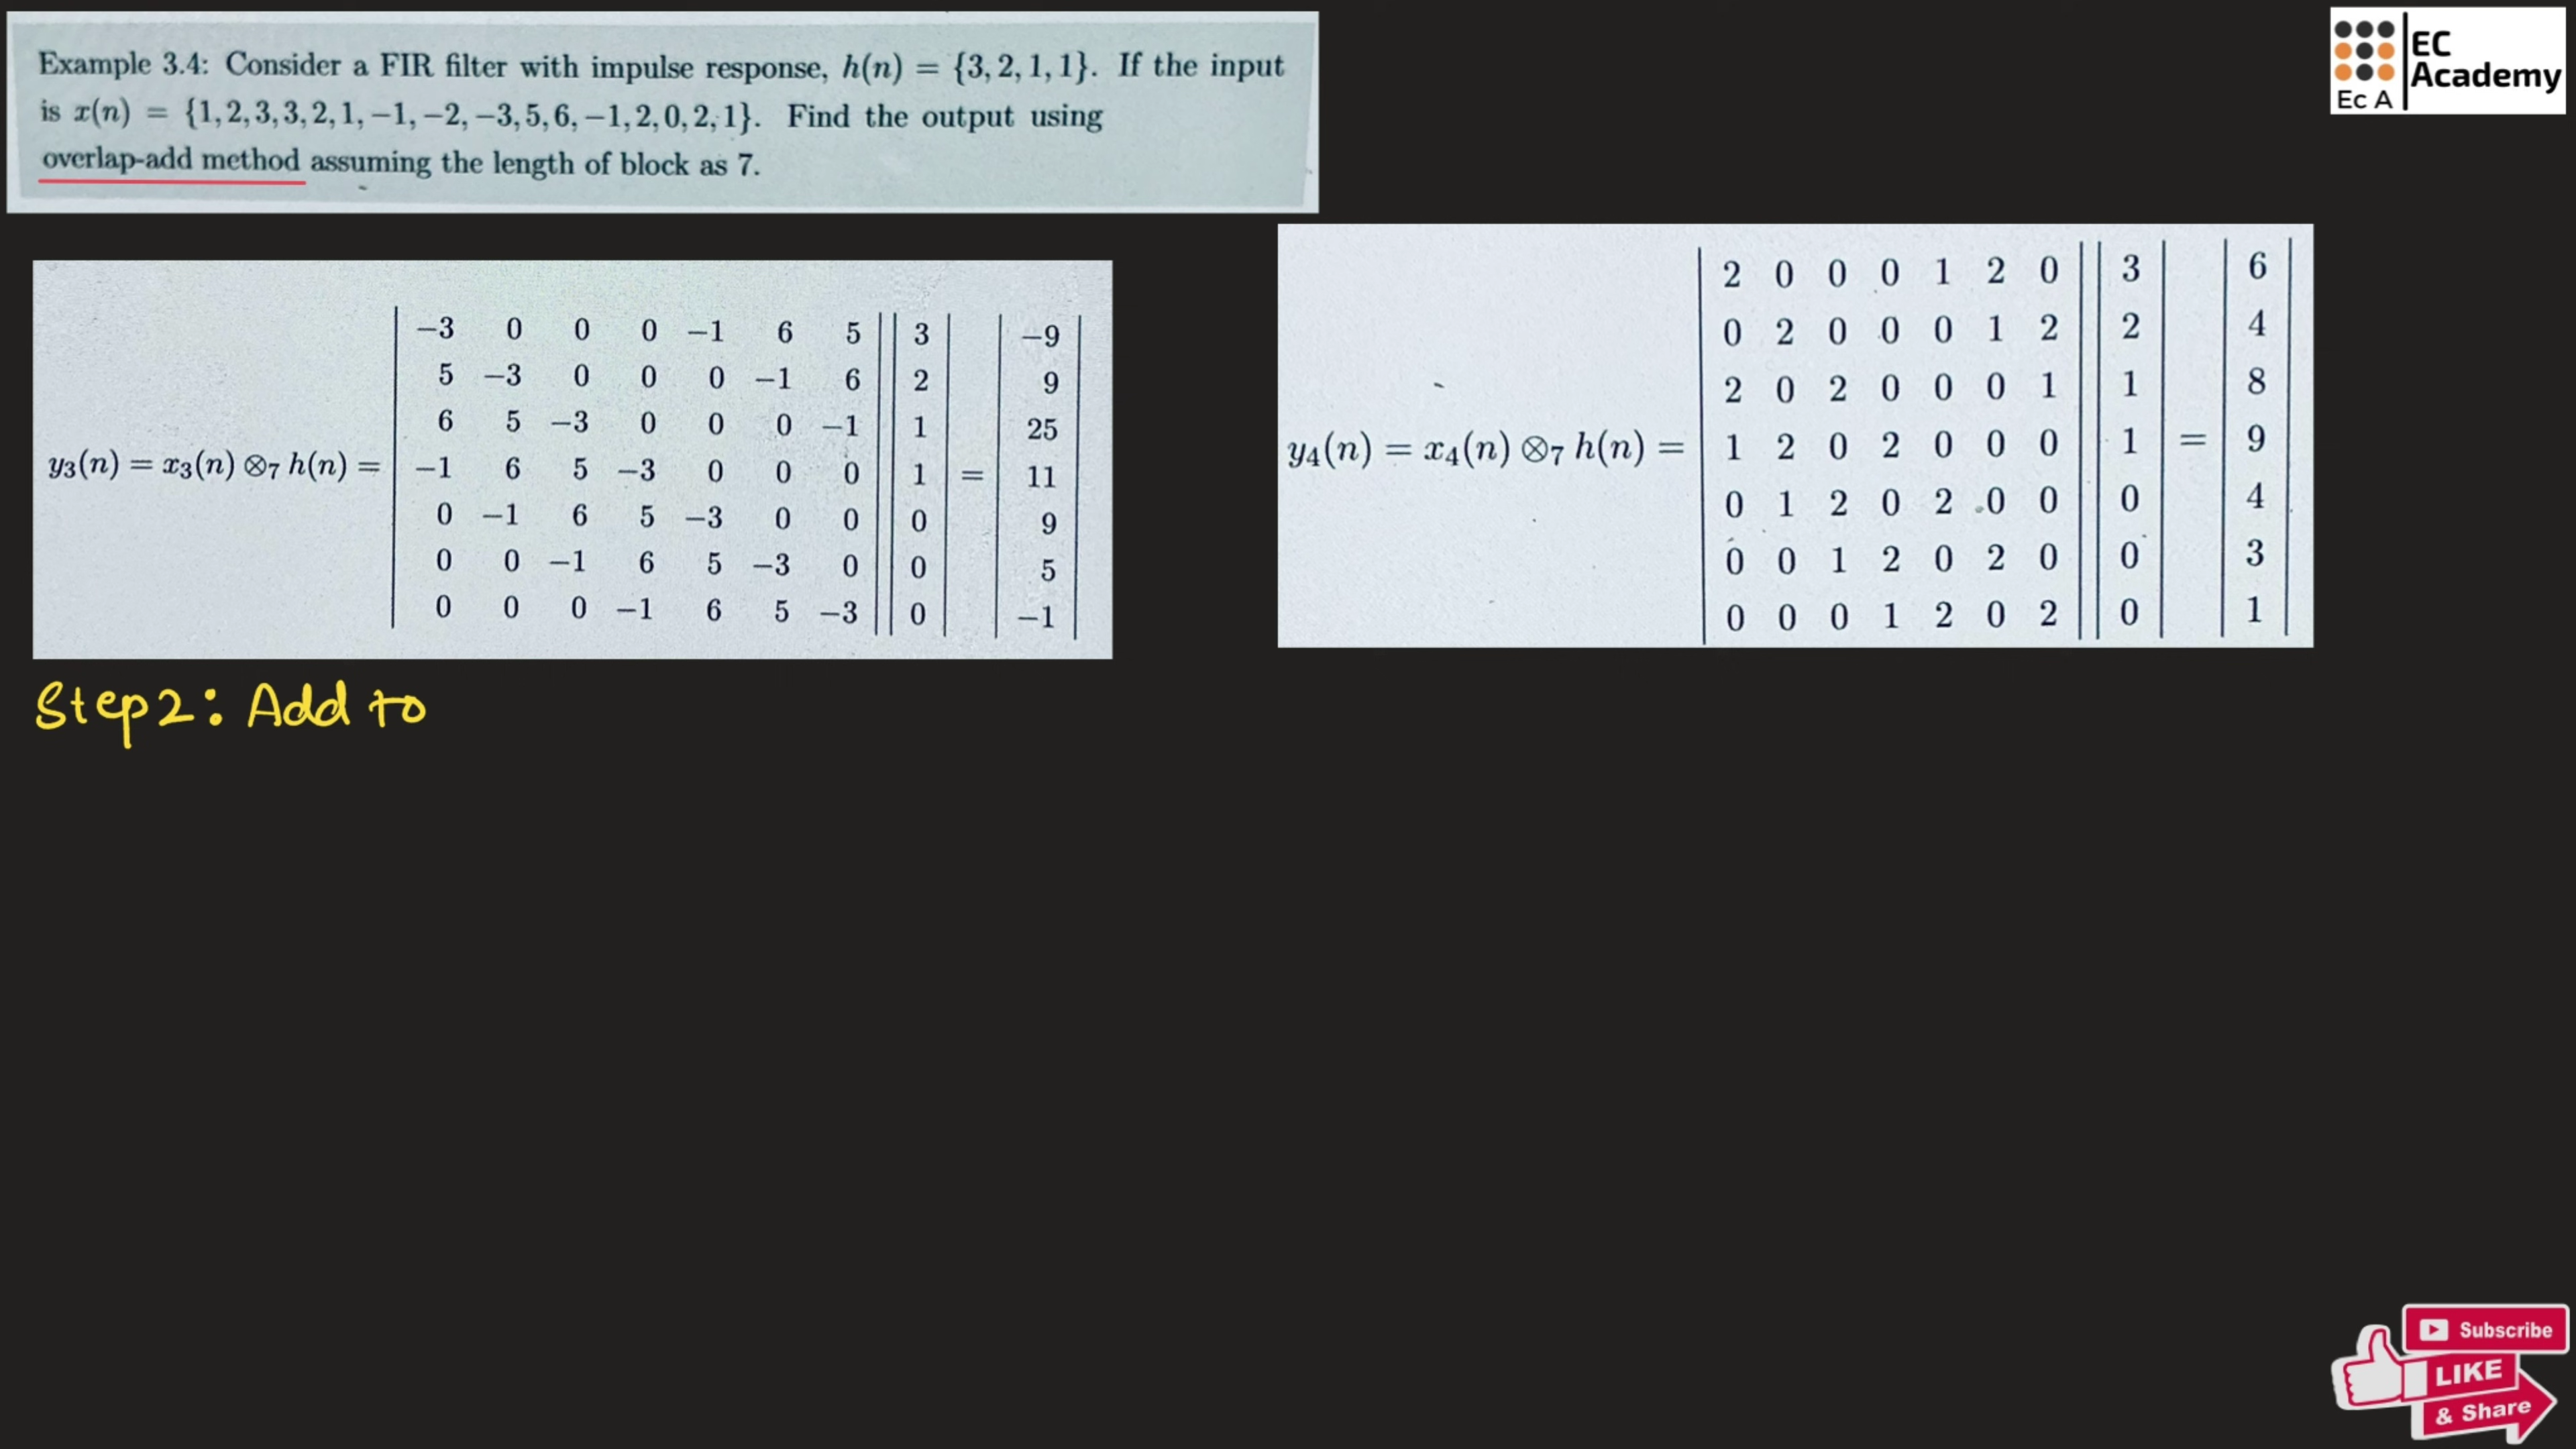 Example 3.4: Consider a FIR filter with impulse response, h(n) = {3, 2, 1, 1}. If the input
is x(n) = {1, 2, 3, 3, 2, 1, −1, −2, −3, 5, 6, −1, 2, 0, 2, 1}. Find the output using
overlap-add method assuming the length of block as 7.
EC
Academy
Ec A
−3 0 0 0 −1 6 5 3 −9
5 −3 0 0 0 −1 6 2 9
6 5 −3 0 0 0 −1 1 25
y3(n) = x3(n) ⊗7 h(n) = −1 6 5 −3 0 0 0 1 = 11
0 −1 6 5 −3 0 0 0 9
0 0 −1 6 5 −3 0 0 5
0 0 0 −1 6 5 −3 0 −1
2 0 0 0 1 2 0 3 6
0 2 0 0 0 1 2 2 4
2 0 2 0 0 0 1 1 8
y4(n) = x4(n) ⊗7 h(n) = 1 2 0 2 0 0 0 1 = 9
0 1 2 0 2 0 0 0 4
0 0 1 2 0 2 0 0 3
0 0 0 1 2 0 2 0 1
Step2: Add to
Subscribe
LIKE
& Share